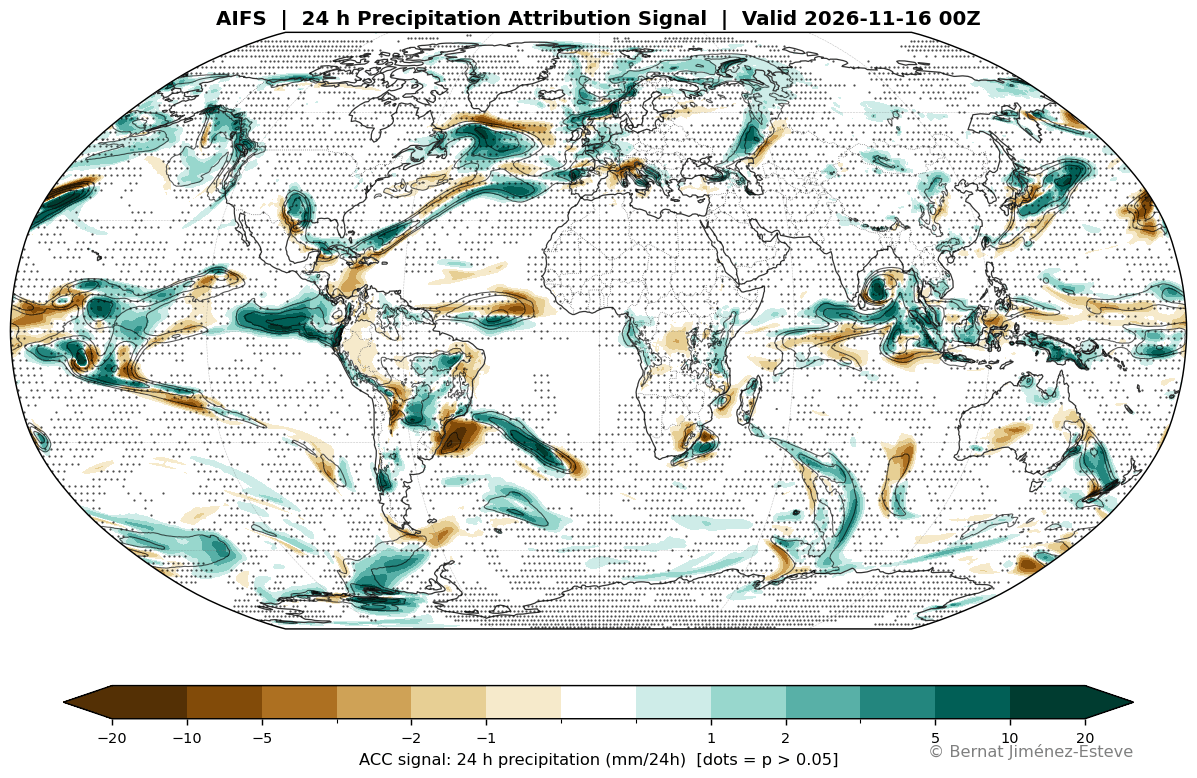 AIFS | 24 h Precipitation Attribution Signal | Valid 2026-11-16 00Z
−20 −10 −5 −2 −1 1 2 5 10 20
© Bernat Jiménez-Esteve
ACC signal: 24 h precipitation (mm/24h) [dots = p > 0.05]